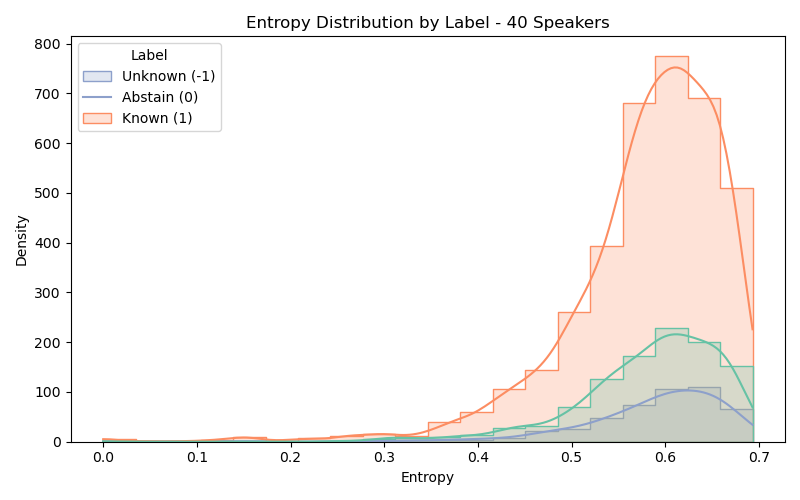 Entropy Distribution by Label - 40 Speakers
800
700
600
500
400
300
200
100
0
Density
Label
Unknown (-1)
Abstain (0)
Known (1)
0.0 0.1 0.2 0.3 0.4 0.5 0.6 0.7
Entropy